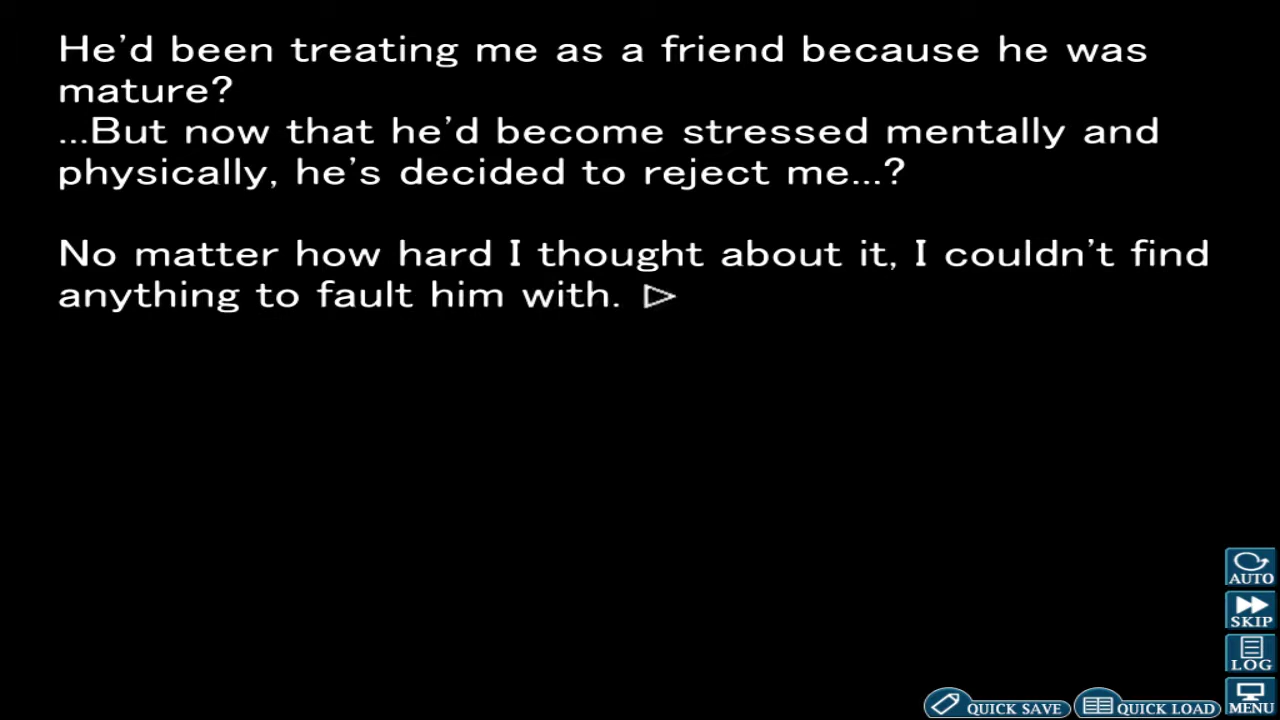 He'd been treating me as a friend because he was
mature?
...But now that he'd become stressed mentally and
physically, he's decided to reject me...?
No matter how hard I thought about it, I couldn't find
anything to fault him with.
AUTO
SKIP
LOG
MENU
QUICK SAVE
QUICK LOAD